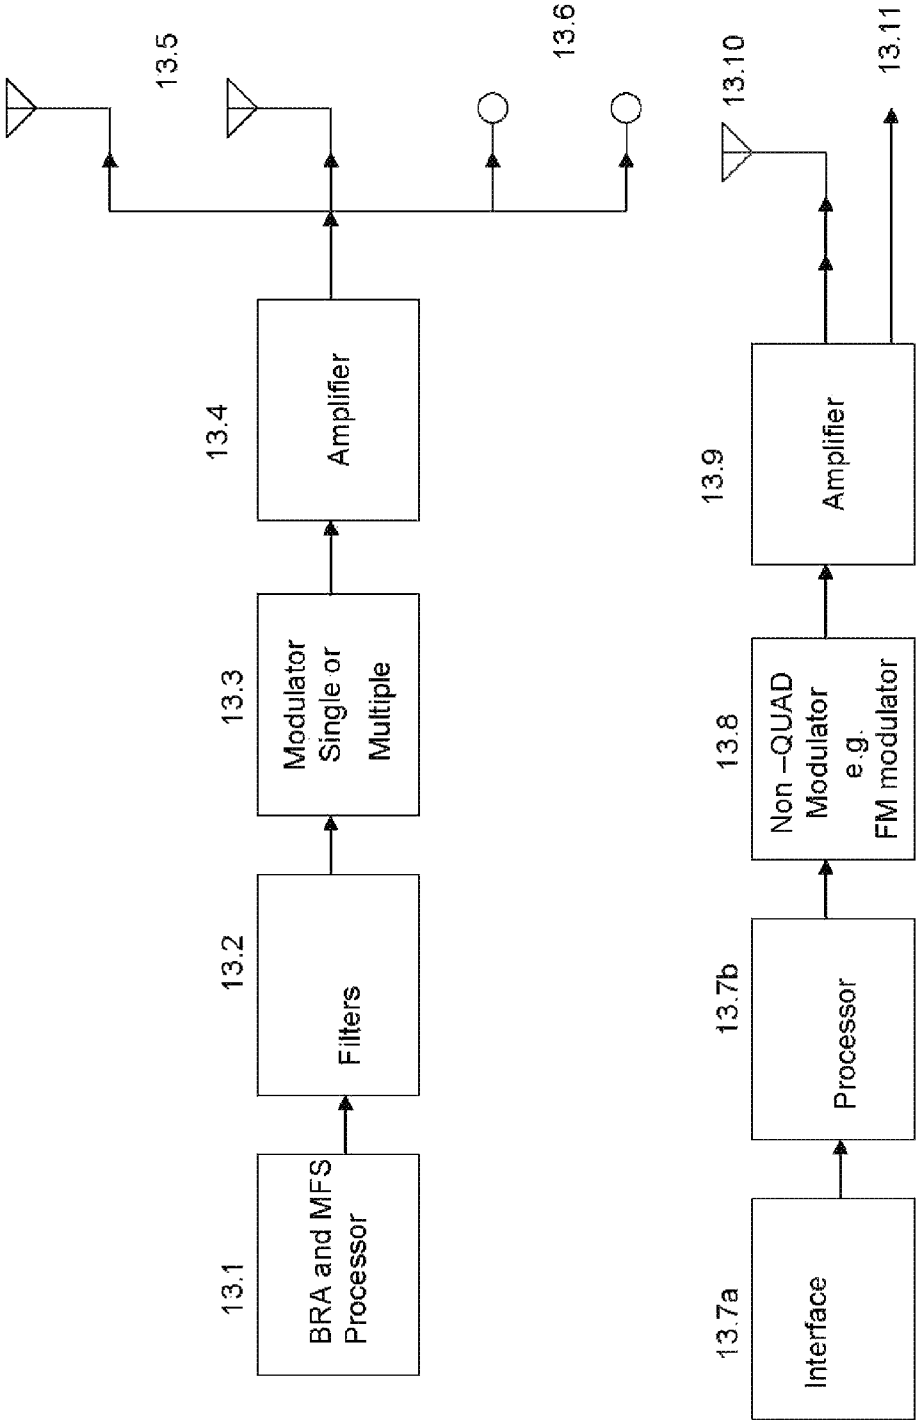 13.1
BRA and MFS
Processor
13.2
Filters
13.3
Modulator
Single or
Multiple
13.4
Amplifier
13.5
13.6
13.7a
Interface
13.7b
Processor
13.8
Non –QUAD
Modulator
e.g.
FM modulator
13.9
Amplifier
13.10
13.11